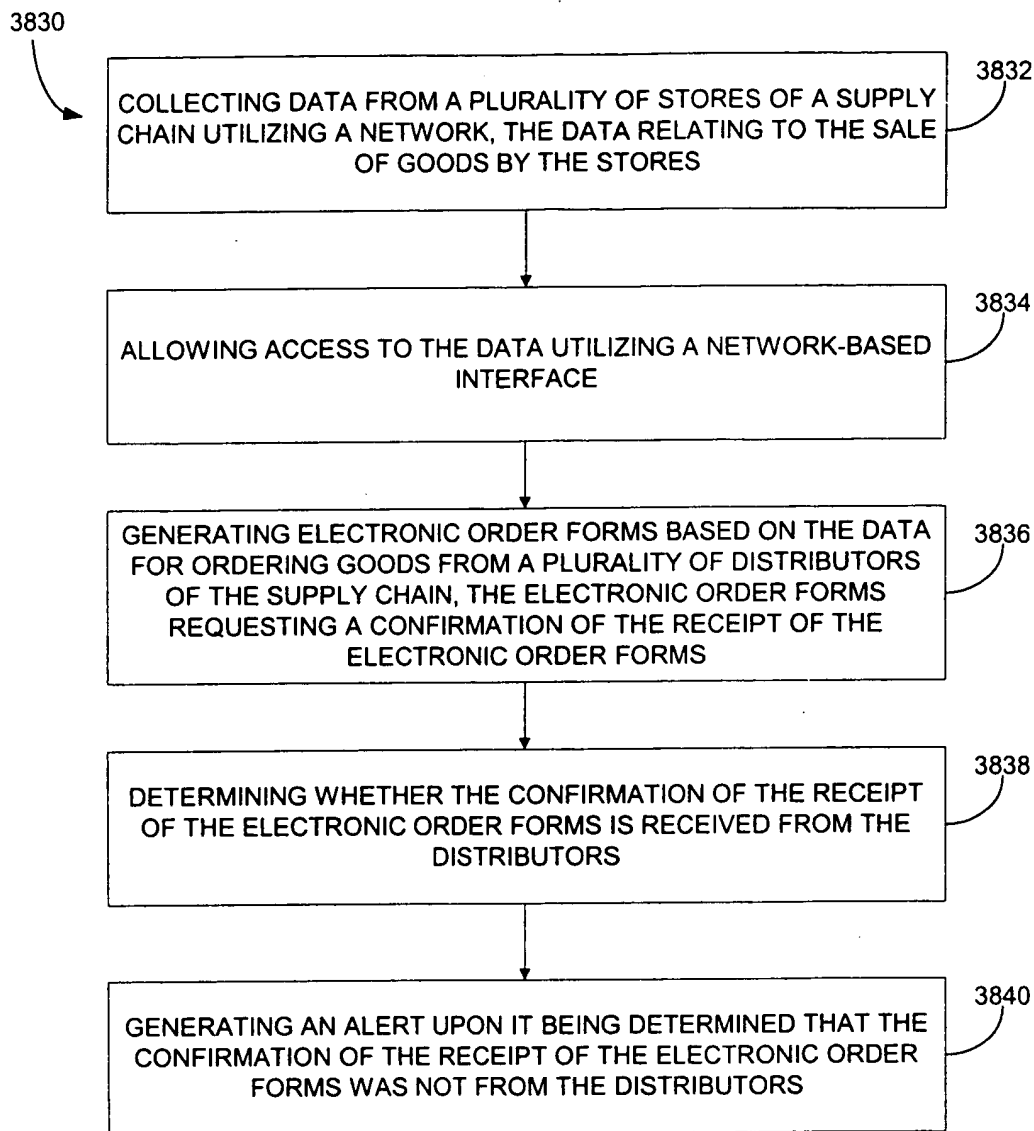 3830
3832
COLLECTING DATA FROM A PLURALITY OF STORES OF A SUPPLY
CHAIN UTILIZING A NETWORK, THE DATA RELATING TO THE SALE
OF GOODS BY THE STORES
3834
ALLOWING ACCESS TO THE DATA UTILIZING A NETWORK-BASED
INTERFACE
3836
GENERATING ELECTRONIC ORDER FORMS BASED ON THE DATA
FOR ORDERING GOODS FROM A PLURALITY OF DISTRIBUTORS
OF THE SUPPLY CHAIN, THE ELECTRONIC ORDER FORMS
REQUESTING A CONFIRMATION OF THE RECEIPT OF THE
ELECTRONIC ORDER FORMS
3838
DETERMINING WHETHER THE CONFIRMATION OF THE RECEIPT
OF THE ELECTRONIC ORDER FORMS IS RECEIVED FROM THE
DISTRIBUTORS
3840
GENERATING AN ALERT UPON IT BEING DETERMINED THAT THE
CONFIRMATION OF THE RECEIPT OF THE ELECTRONIC ORDER
FORMS WAS NOT FROM THE DISTRIBUTORS